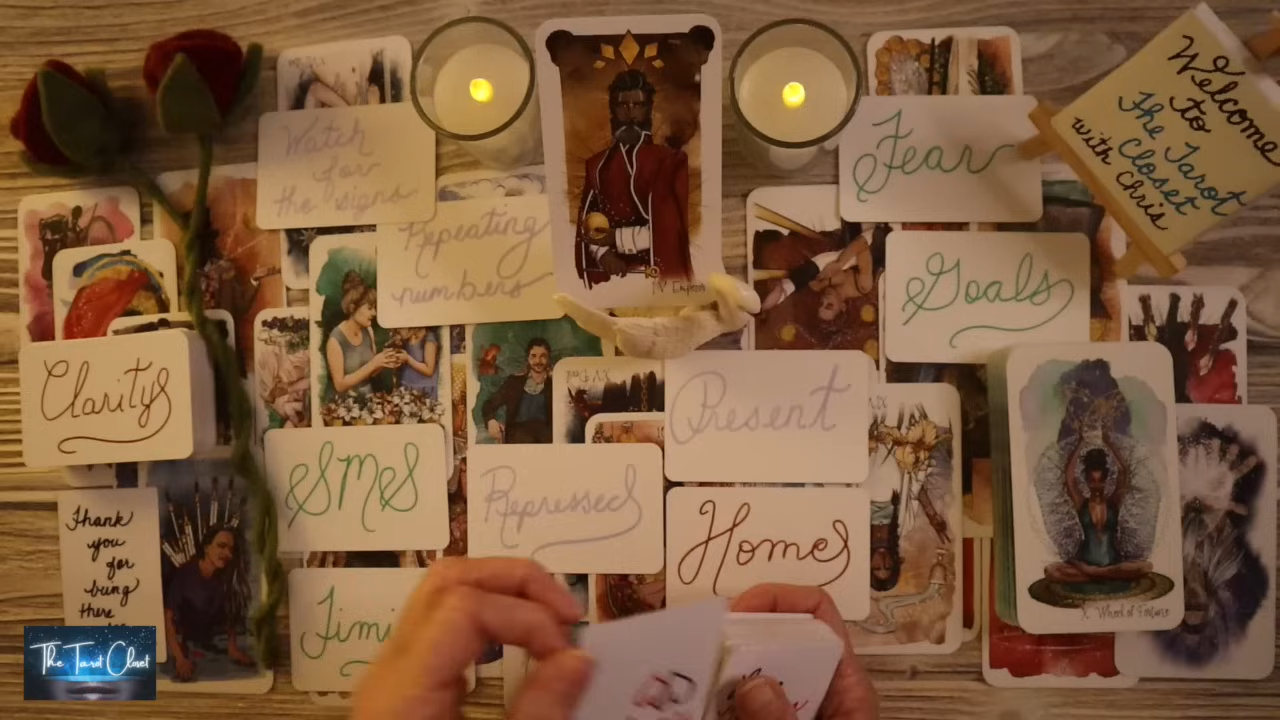 Watch
for
the signs
Repeating
numbers
IV Emperor
Fear
Welcome
to
The Tarot
Closet
with Chris
Goals
Clarity
Present
SMS
Repressed
Home
Thank
you
for
being
there
X Wheel of Fortune
The Tarot Closet